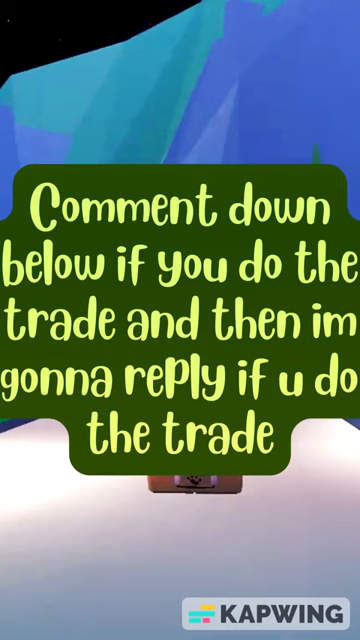 Comment down
below if you do the
trade and then im
gonna reply if u do
the trade
KAPWING